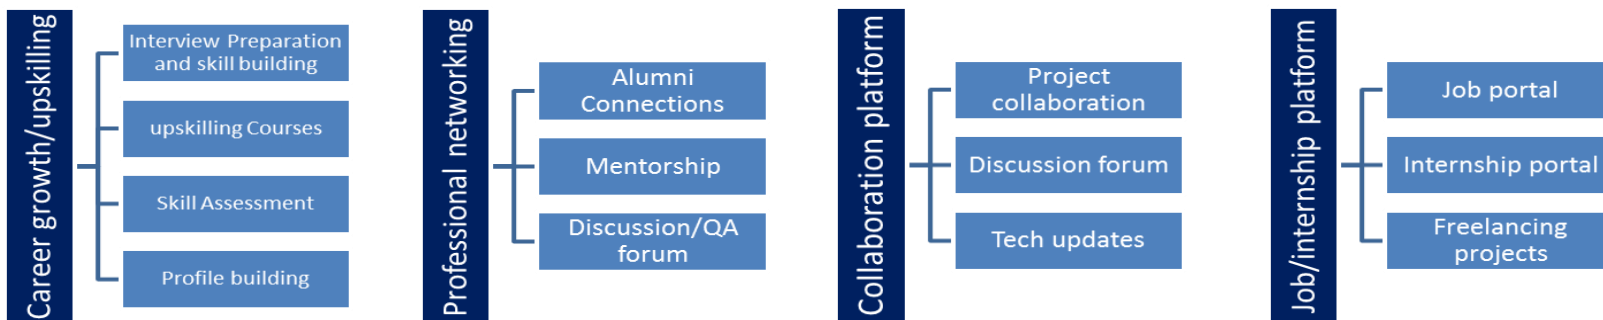 Career growth/upskilling
Interview Preparation
and skill building
upskilling Courses
Skill Assessment
Profile building
Professional networking
Alumni
Connections
Mentorship
Discussion/QA
forum
Collaboration platform
Project
collaboration
Discussion forum
Tech updates
Job/internship platform
Job portal
Internship portal
Freelancing
projects